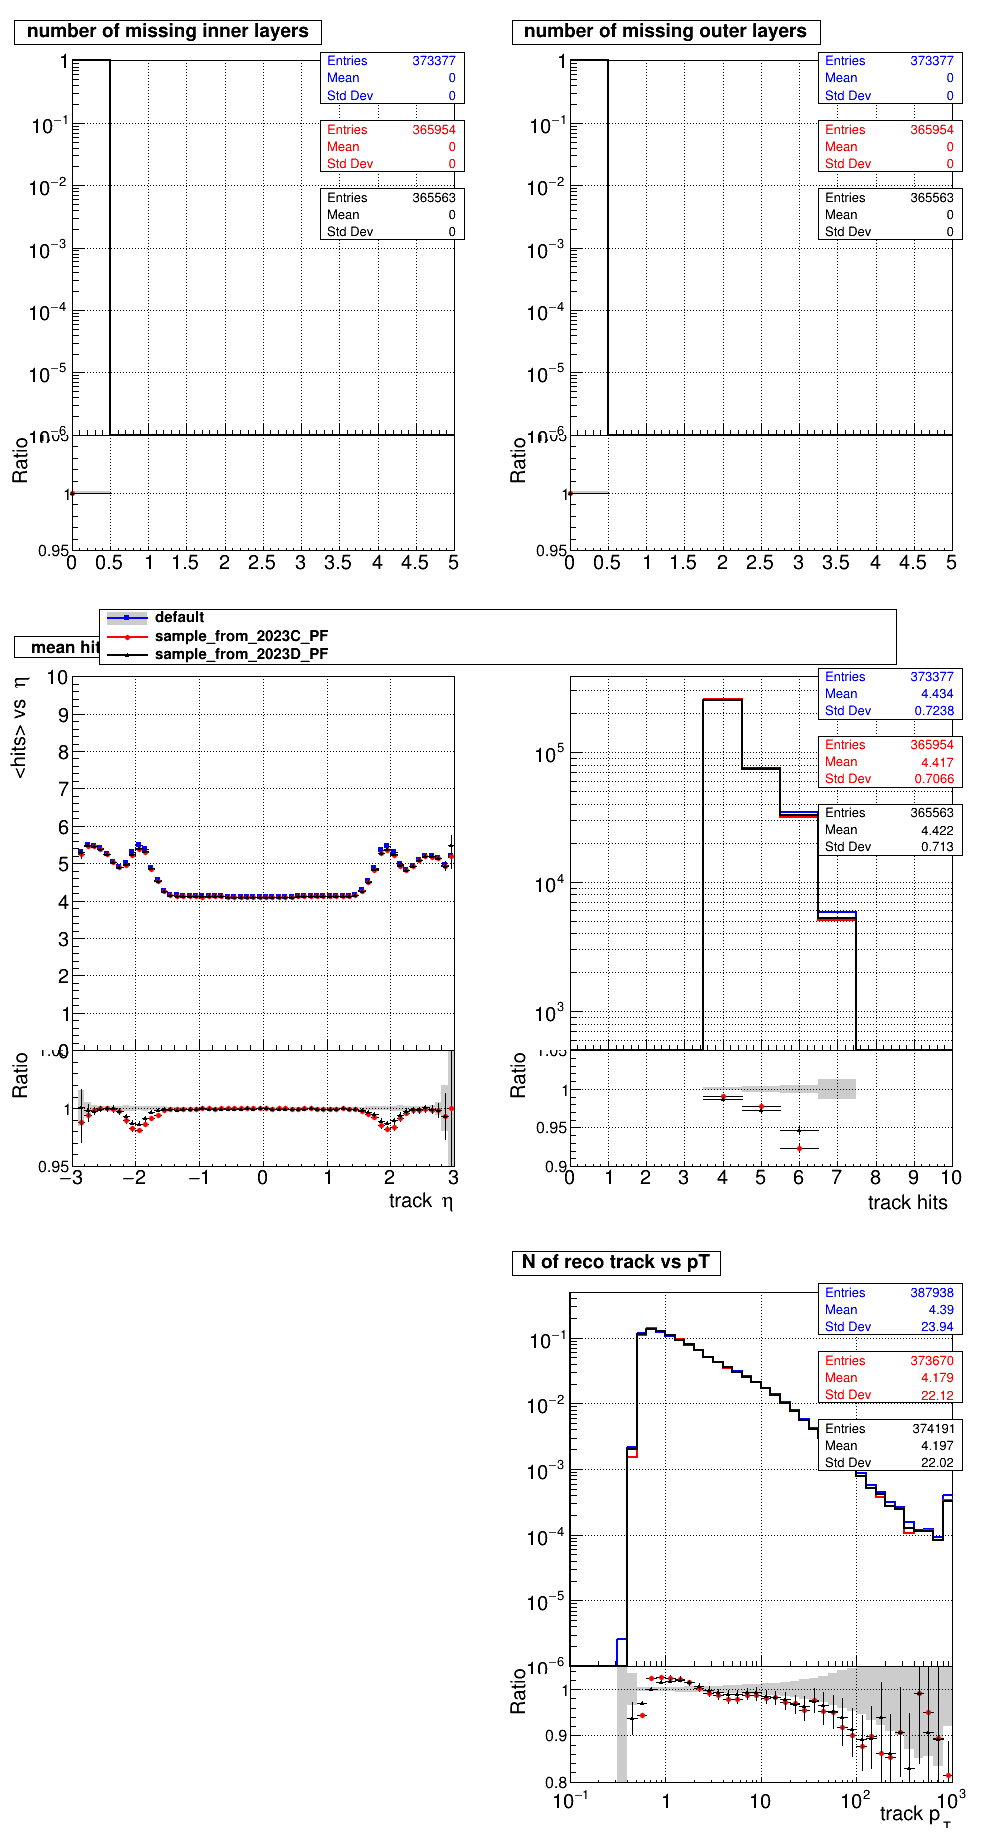 number of missing inner layers
number of missing outer layers
Entries 373377
Mean 0
Std Dev 0
Entries 365954
Mean 0
Std Dev 0
Entries 365563
Mean 0
Std Dev 0
1
10−1
10−2
10−3
10−4
10−5
10−6
Ratio
1
0.95
0 0.5 1 1.5 2 2.5 3 3.5 4 4.5 5
Entries 373377
Mean 0
Std Dev 0
Entries 365954
Mean 0
Std Dev 0
Entries 365563
Mean 0
Std Dev 0
1
10−1
10−2
10−3
10−4
10−5
10−6
Ratio
1
0.95
0 0.5 1 1.5 2 2.5 3 3.5 4 4.5 5
default
sample_from_2023C_PF
sample_from_2023D_PF
mean hit
<hits> vs η
10
9
8
7
6
5
4
3
2
1
0
Ratio
1
0.95
−3 −2 −1 0 1 2 3
track η
Entries 373377
Mean 4.434
Std Dev 0.7238
Entries 365954
Mean 4.417
Std Dev 0.7066
Entries 365563
Mean 4.422
Std Dev 0.713
105
104
103
Ratio
1.05
1
0.95
0.9
0 1 2 3 4 5 6 7 8 9 10
track hits
N of reco track vs pT
Entries 387938
Mean 4.39
Std Dev 23.94
Entries 373670
Mean 4.179
Std Dev 22.12
Entries 374191
Mean 4.197
Std Dev 22.02
10−1
10−2
10−3
10−4
10−5
10−6
Ratio
1
0.9
0.8
10−1 1 10 102 103
track pT